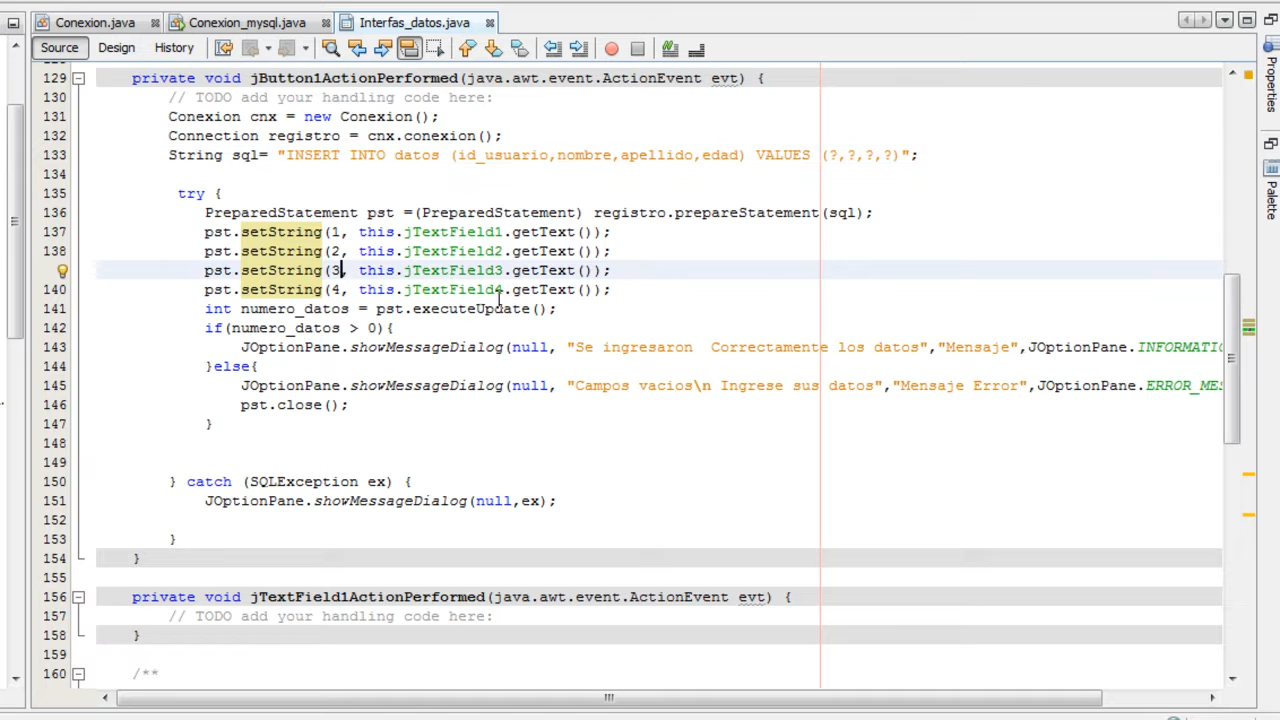 Conexion.java Conexion_mysql.java Interfas_datos.java
Source Design History
129 private void jButton1ActionPerformed(java.awt.event.ActionEvent evt) {
130 // TODO add your handling code here:
131 Conexion cnx = new Conexion();
132 Connection registro = cnx.conexion();
133 String sql= "INSERT INTO datos (id_usuario,nombre,apellido,edad) VALUES (?,?,?,?)";
134
135 try {
136 PreparedStatement pst =(PreparedStatement) registro.prepareStatement(sql);
137 pst.setString(1, this.jTextField1.getText());
138 pst.setString(2, this.jTextField2.getText());
pst.setString(3, this.jTextField3.getText());
140 pst.setString(4, this.jTextField4.getText());
141 int numero_datos = pst.executeUpdate();
142 if(numero_datos > 0){
143 JOptionPane.showMessageDialog(null, "Se ingresaron  Correctamente los datos","Mensaje",JOptionPane.INFORMATIO
144 }else{
145 JOptionPane.showMessageDialog(null, "Campos vacios\n Ingrese sus datos","Mensaje Error",JOptionPane.ERROR_MES
146 pst.close();
147 }
148
149
150 } catch (SQLException ex) {
151 JOptionPane.showMessageDialog(null,ex);
152
153 }
154 }
155
156 private void jTextField1ActionPerformed(java.awt.event.ActionEvent evt) {
157 // TODO add your handling code here:
158 }
159
160 /**
Properties
Palette